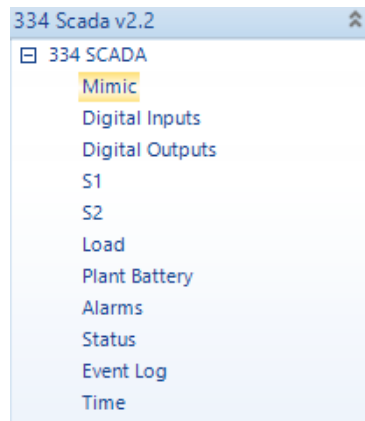 334 Scada v2.2
334 SCADA
Mimic
Digital Inputs
Digital Outputs
S1
S2
Load
Plant Battery
Alarms
Status
Event Log
Time